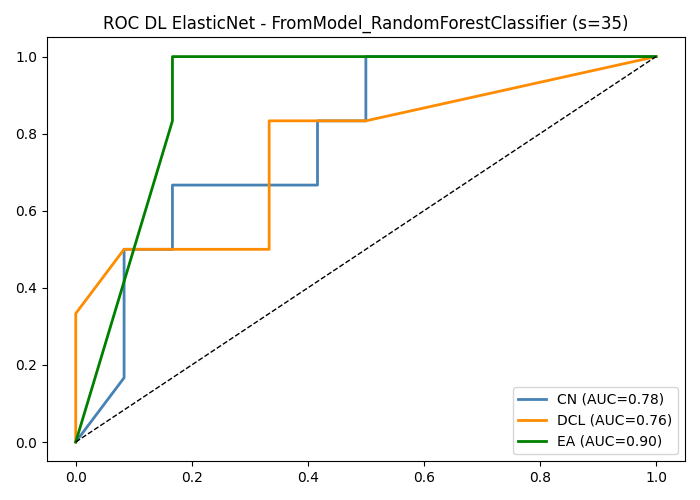 ROC DL ElasticNet - FromModel_RandomForestClassifier (s=35)
1.0
0.8
0.6
0.4
0.2
0.0
0.0 0.2 0.4 0.6 0.8 1.0
CN (AUC=0.78)
DCL (AUC=0.76)
EA (AUC=0.90)